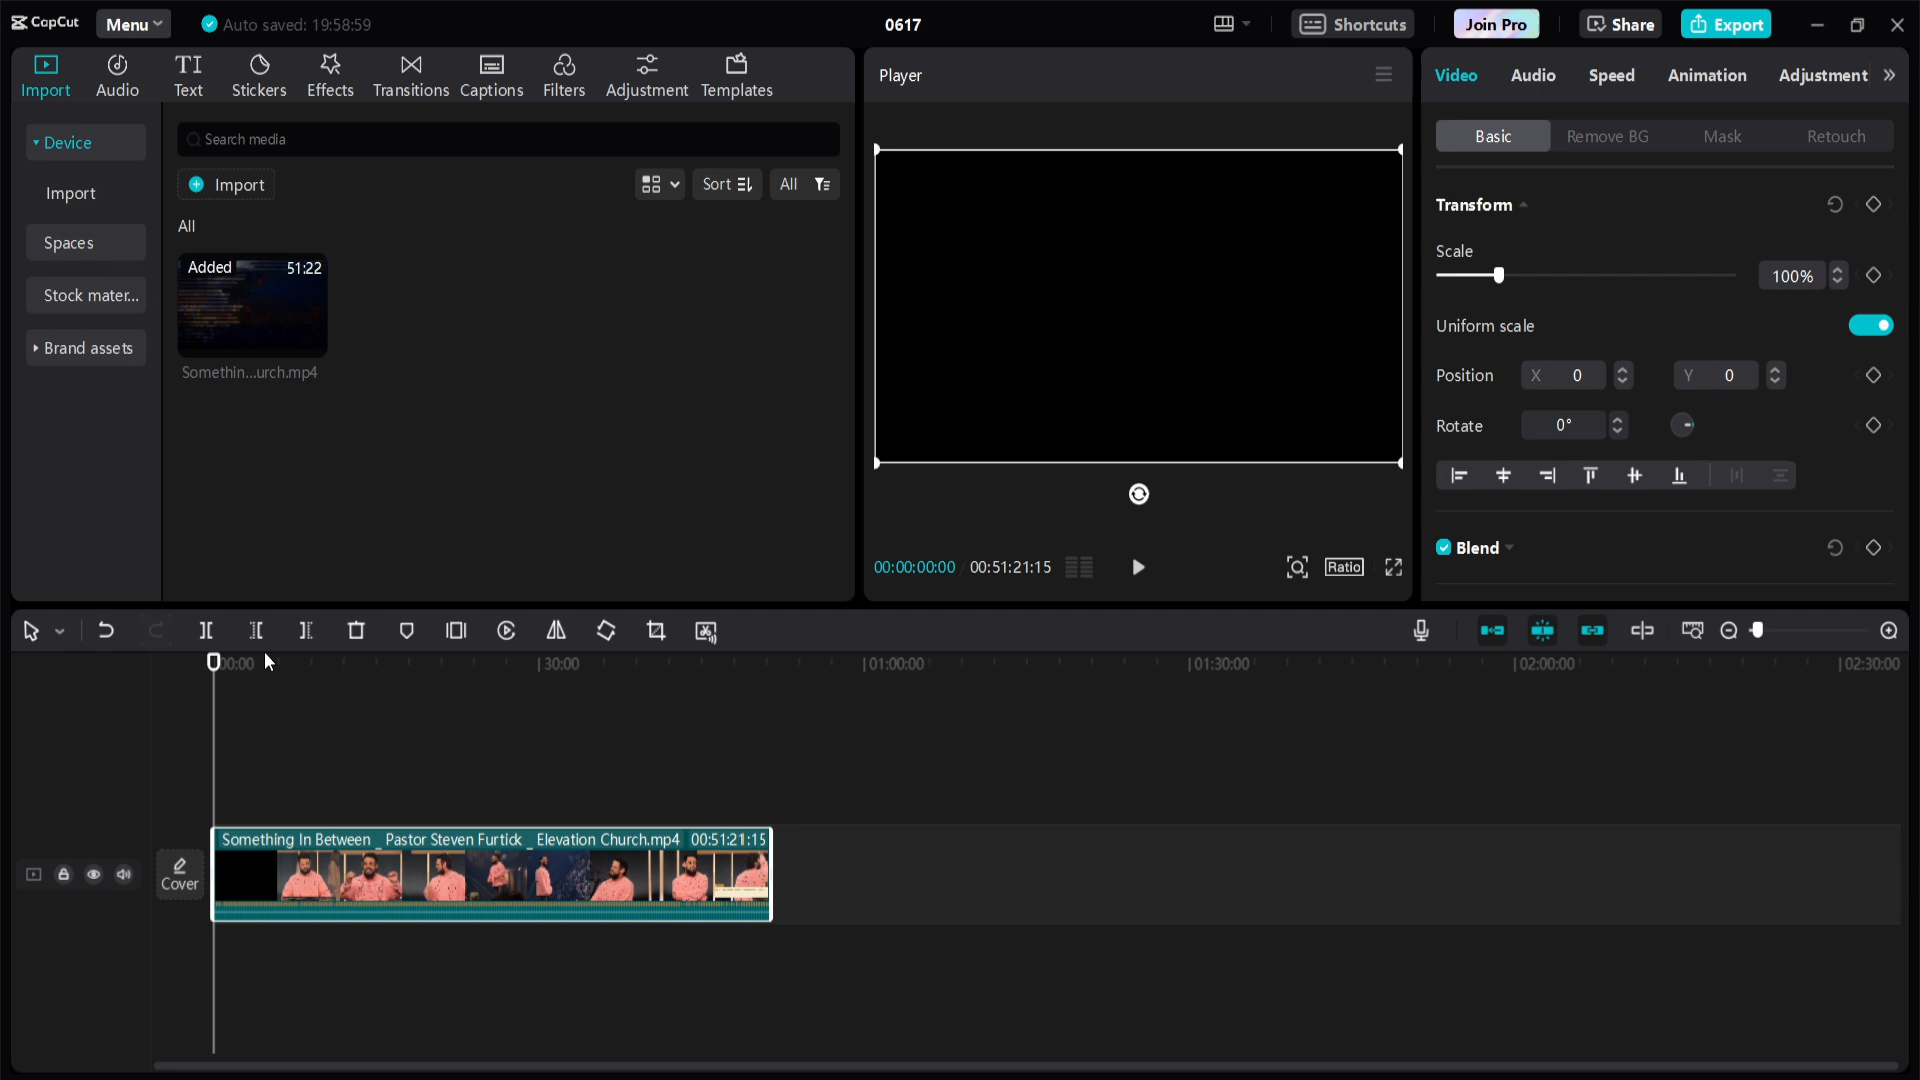 CapCut Menu Auto saved: 19:58:59 0617 Shortcuts Join Pro Share Export
Import Audio Text Stickers Effects Transitions Captions Filters Adjustment Templates
Device
Import
Spaces
Stock mater...
Brand assets
Search media
Import Sort All
All
Added 51:22
Somethin...urch.mp4
Player
00:00:00:00 00:51:21:15 Ratio
Video Audio Speed Animation Adjustment
Basic Remove BG Mask Retouch
Transform
Scale
100%
Uniform scale
Position X 0 Y 0
Rotate 0°
Blend
00:00 30:00 01:00:00 01:30:00 02:00:00 02:30:00
Cover
Something In Between _ Pastor Steven Furtick _ Elevation Church.mp4 00:51:21:15